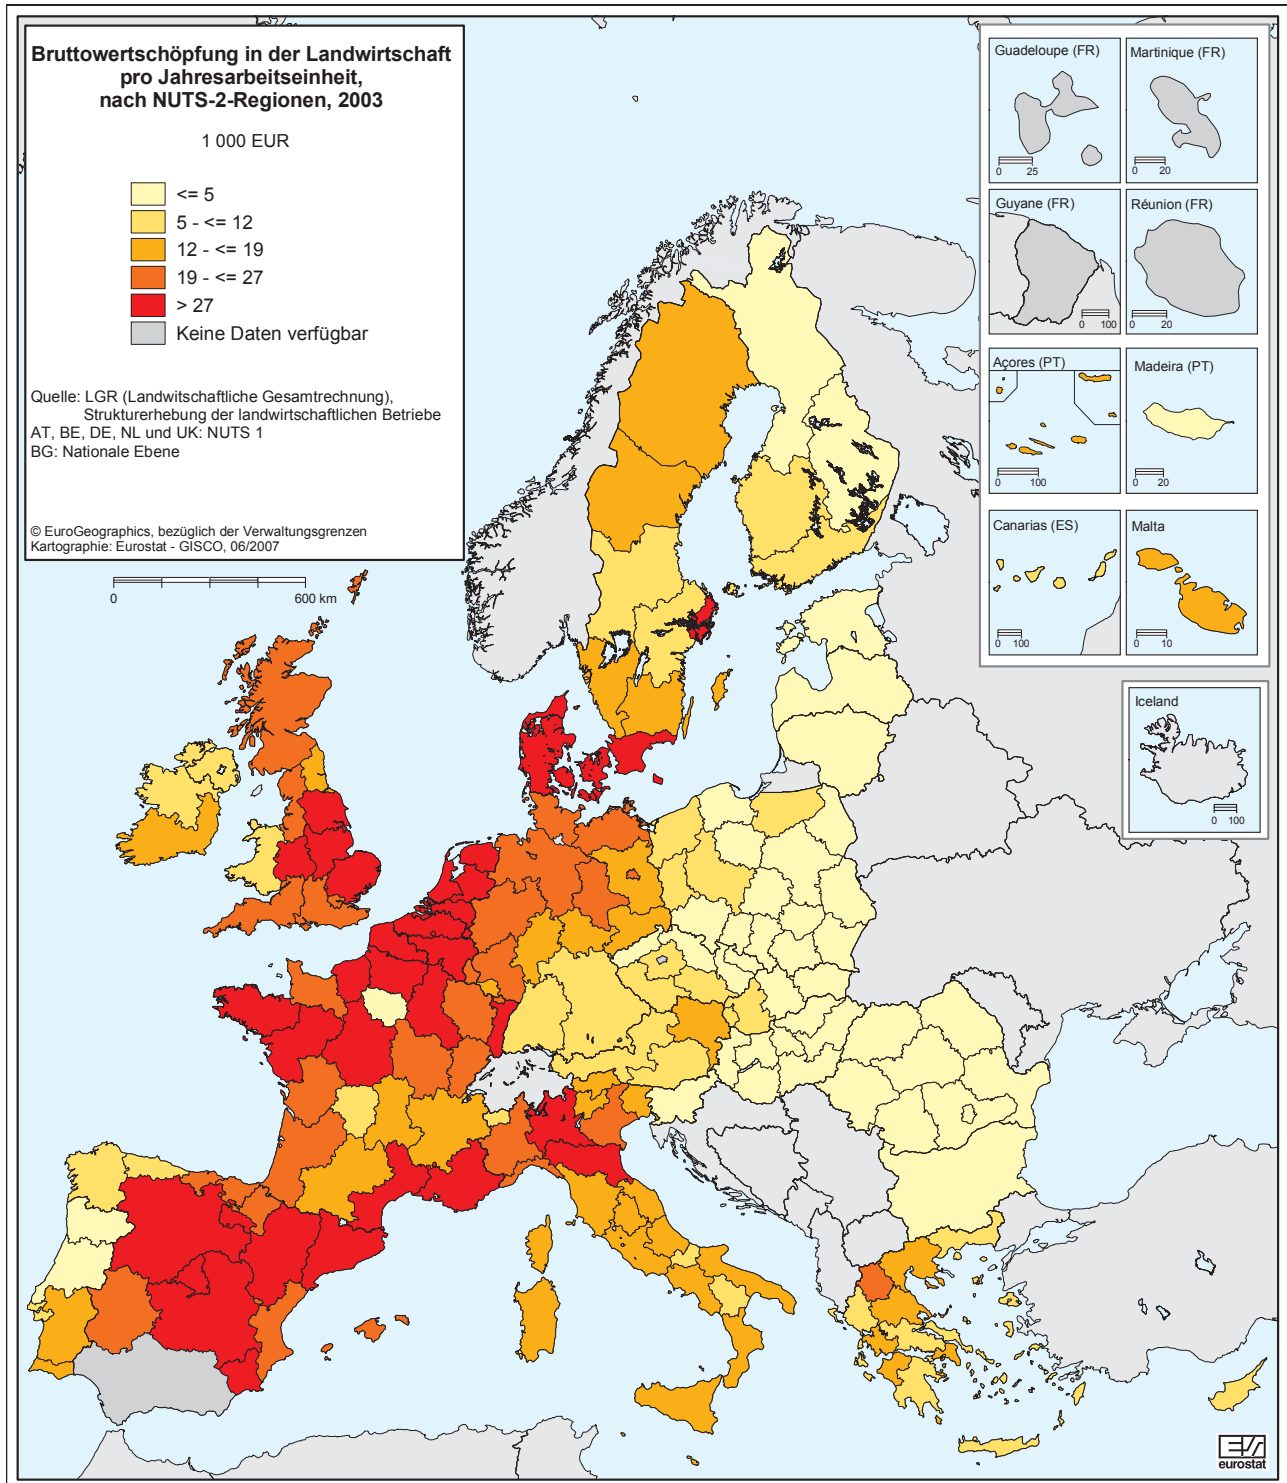 Bruttowertschöpfung in der Landwirtschaft
pro Jahresarbeitseinheit,
nach NUTS-2-Regionen, 2003
1 000 EUR
<= 5
5 - <= 12
12 - <= 19
19 - <= 27
> 27
Keine Daten verfügbar
Quelle: LGR (Landwitschaftliche Gesamtrechnung),
Strukturerhebung der landwirtschaftlichen Betriebe
AT, BE, DE, NL und UK: NUTS 1
BG: Nationale Ebene
© EuroGeographics, bezüglich der Verwaltungsgrenzen
Kartographie: Eurostat - GISCO, 06/2007
0 600 km
Guadeloupe (FR)
0 25
Martinique (FR)
0 20
Guyane (FR)
0 100
Réunion (FR)
0 20
Açores (PT)
0 100
Madeira (PT)
0 20
Canarias (ES)
0 100
Malta
0 10
Iceland
0 100
eurostat